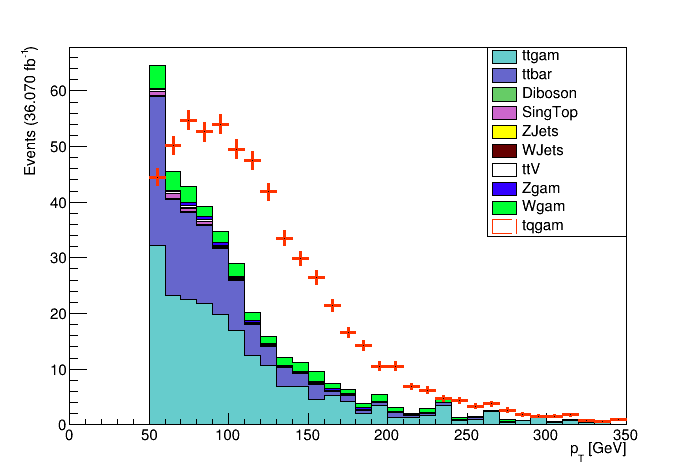 Events (36.070 fb⁻¹)
60
50
40
30
20
10
0
ttgam
ttbar
Diboson
SingTop
ZJets
WJets
ttV
Zgam
Wgam
tqgam
0 50 100 150 200 250 300 350
p_T [GeV]